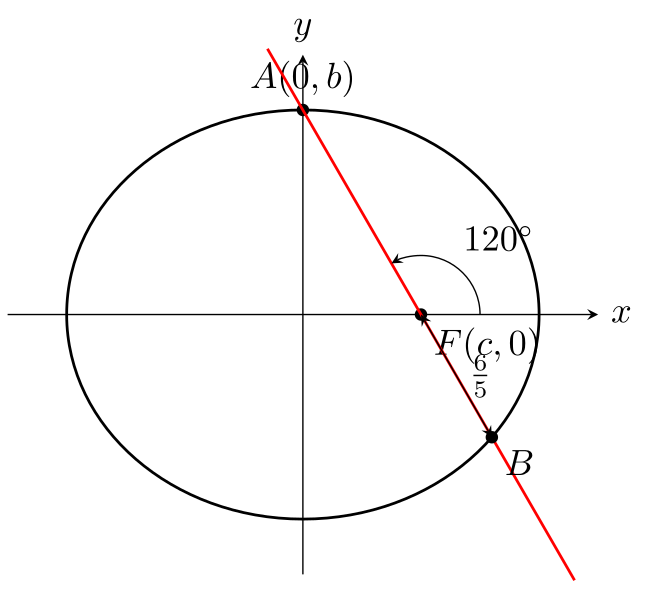 y
A(0, b)
120°
x
F(c, 0)
6/5
B